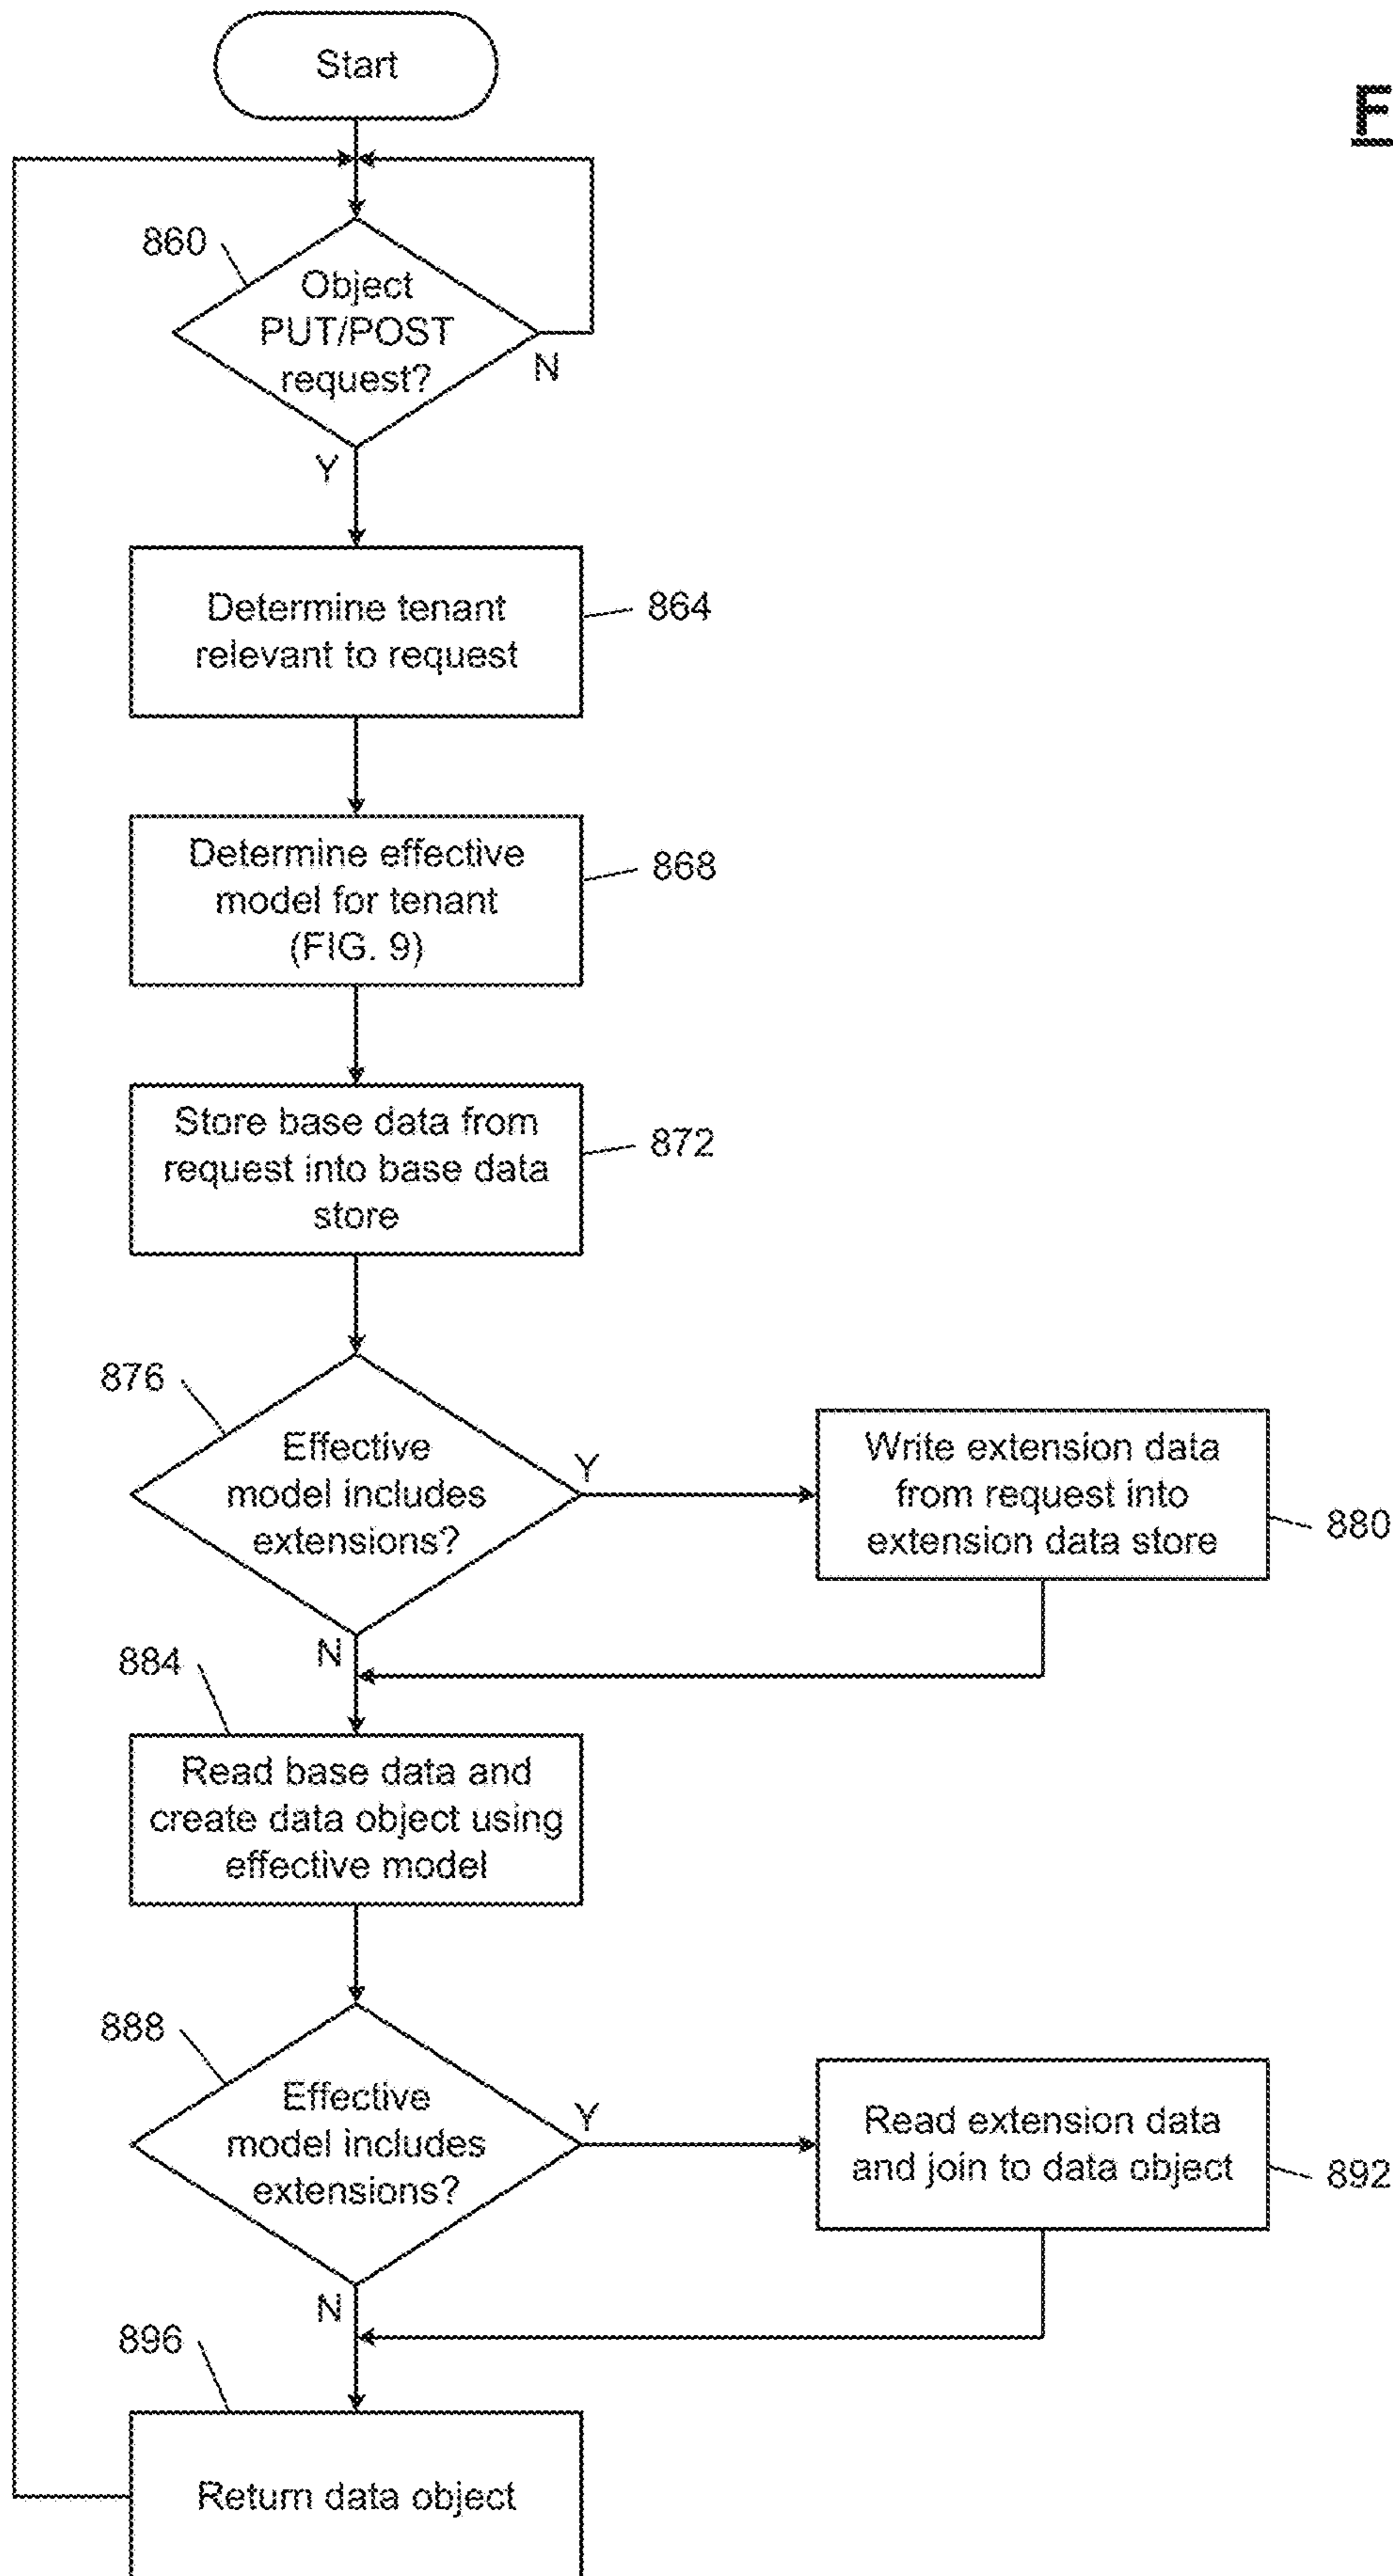 Start
F
860
Object
PUT/POST
request?
N
Y
Determine tenant
relevant to request
864
Determine effective
model for tenant
(FIG. 9)
868
Store base data from
request into base data
store
872
876
Effective
model includes
extensions?
Y
Write extension data
from request into
extension data store
880
N
884
Read base data and
create data object using
effective model
888
Effective
model includes
extensions?
Y
Read extension data
and join to data object
892
N
896
Return data object